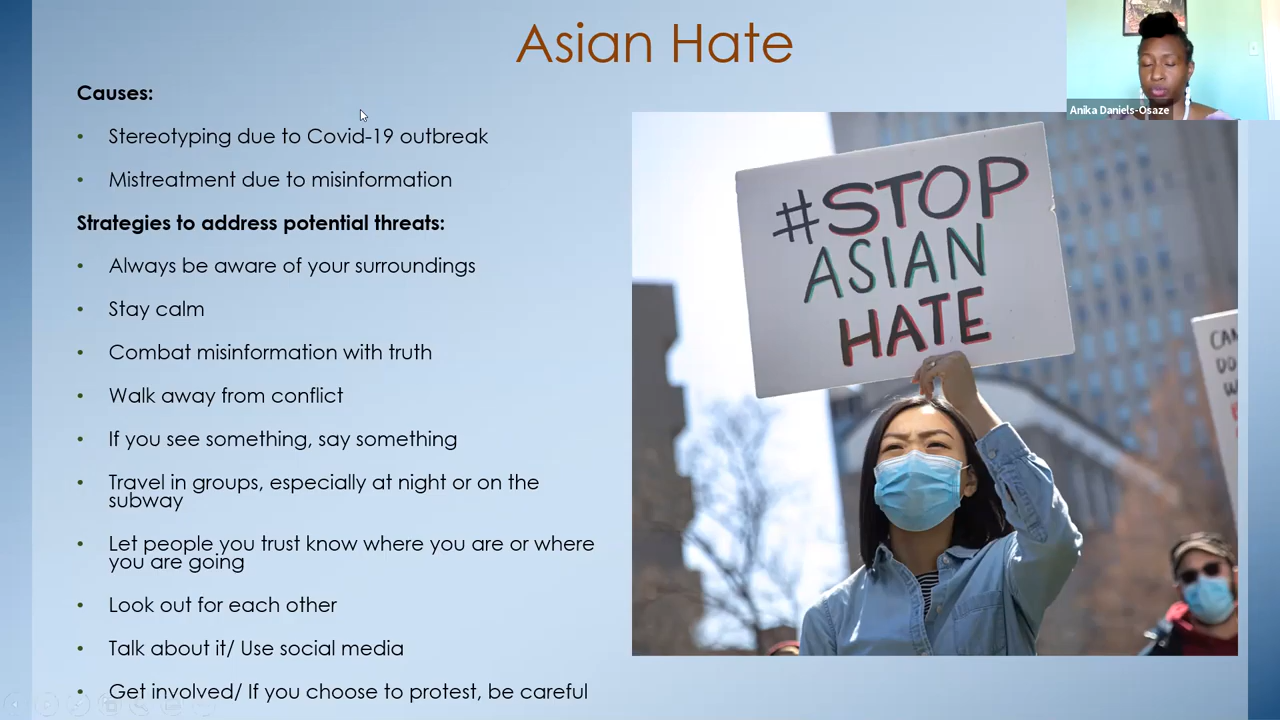 Asian Hate
Anika Daniels-Osaze
Causes:
• Stereotyping due to Covid-19 outbreak
• Mistreatment due to misinformation
Strategies to address potential threats:
• Always be aware of your surroundings
• Stay calm
• Combat misinformation with truth
• Walk away from conflict
• If you see something, say something
• Travel in groups, especially at night or on the
subway
• Let people you trust know where you are or where
you are going
• Look out for each other
• Talk about it/ Use social media
• Get involved/ If you choose to protest, be careful
#STOP
ASIAN
HATE
DO